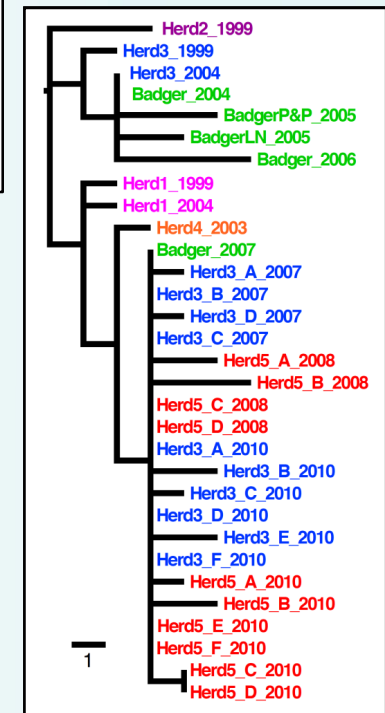 Herd2_1999
Herd3_1999
Herd3_2004
Badger_2004
BadgerP&P_2005
BadgerLN_2005
Badger_2006
Herd1_1999
Herd1_2004
Herd4_2003
Badger_2007
Herd3_A_2007
Herd3_B_2007
Herd3_D_2007
Herd3_C_2007
Herd5_A_2008
Herd5_B_2008
Herd5_C_2008
Herd5_D_2008
Herd3_A_2010
Herd3_B_2010
Herd3_C_2010
Herd3_D_2010
Herd3_E_2010
Herd3_F_2010
Herd5_A_2010
Herd5_B_2010
Herd5_E_2010
Herd5_F_2010
Herd5_C_2010
Herd5_D_2010
1